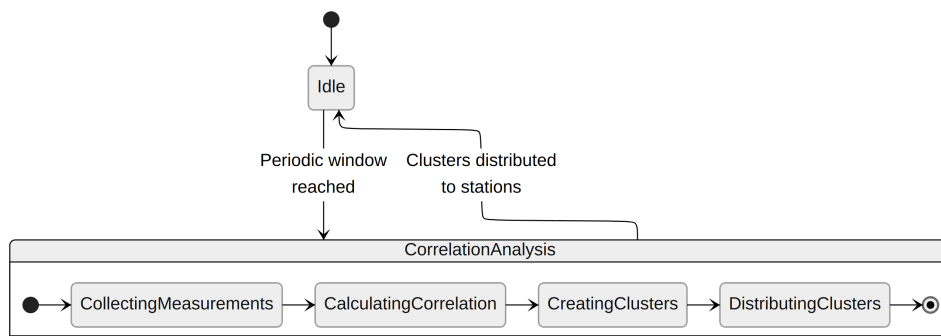 Idle
Periodic window
reached
Clusters distributed
to stations
CorrelationAnalysis
CollectingMeasurements
CalculatingCorrelation
CreatingClusters
DistributingClusters